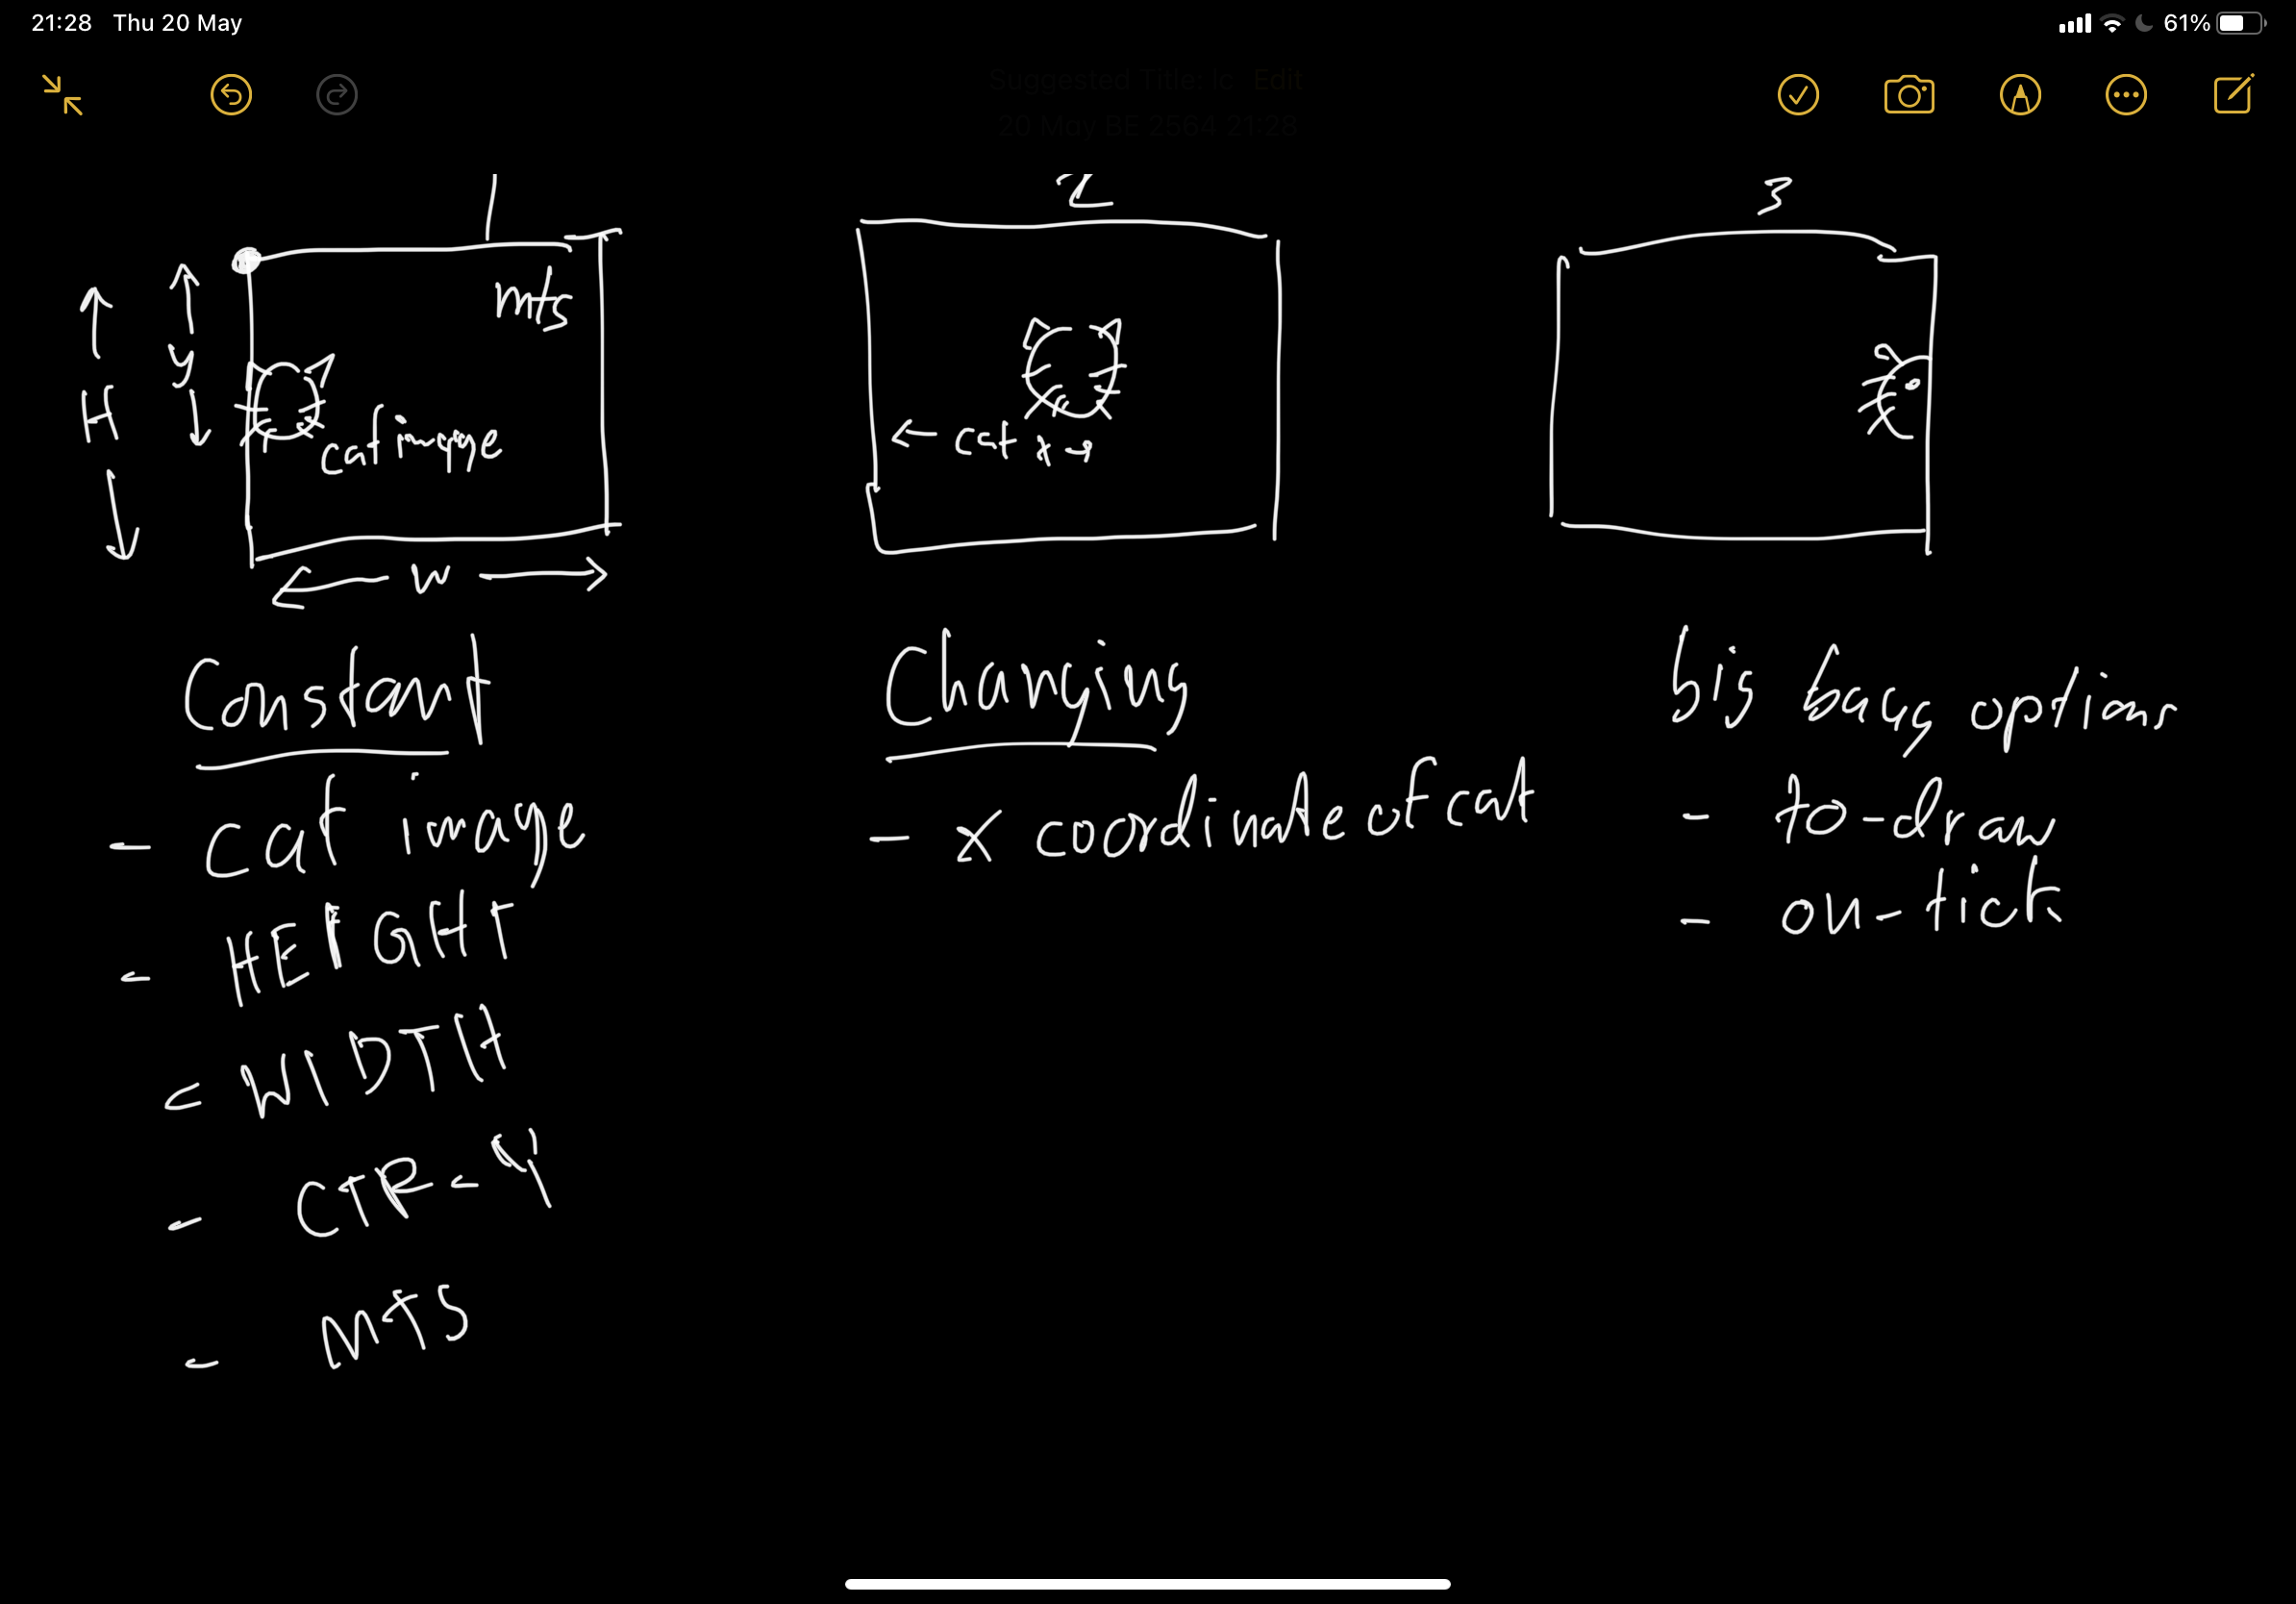 21:28 Thu 20 May
61%
Suggested Title: Ic Edit
20 May BE 2564 21:28
1
2
3
mts
H
y
cat image
← cat x →
W
Constant
- cat image
- HEIGHT
- WIDTH
- CTR-Y
- MTS
Changing
- x coordinate of cat
big bang options
- to-draw
- on-tick